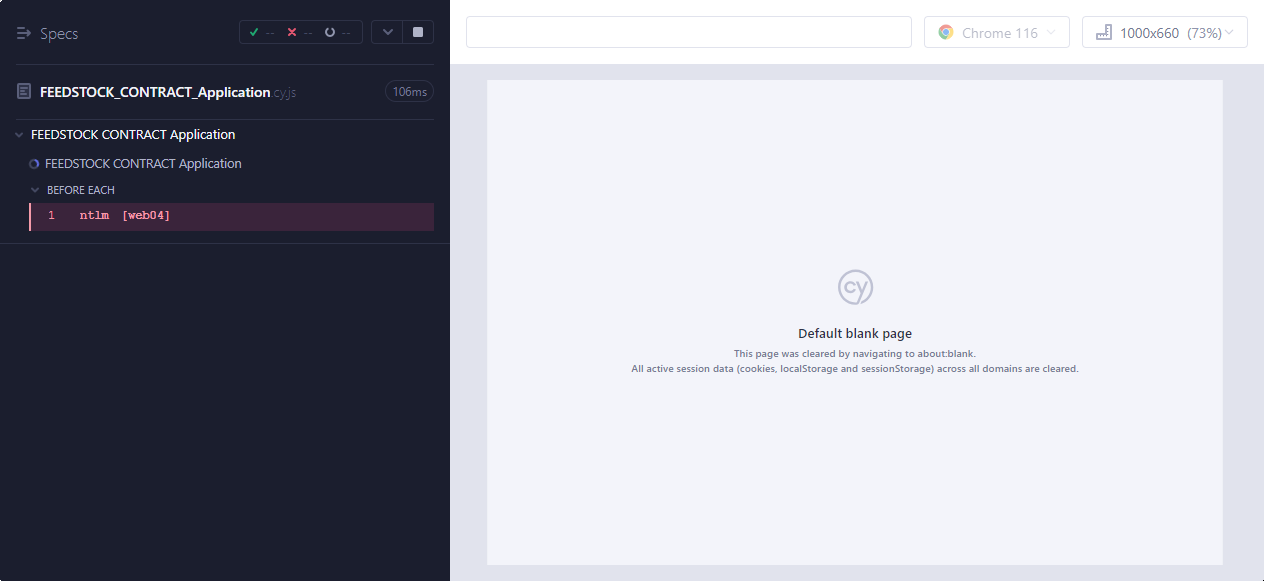 Specs
-- -- --
FEEDSTOCK_CONTRACT_Application.cy.js 106ms
FEEDSTOCK CONTRACT Application
FEEDSTOCK CONTRACT Application
BEFORE EACH
1 ntlm [web04]
Chrome 116
1000x660 (73%)
cy
Default blank page
This page was cleared by navigating to about:blank.
All active session data (cookies, localStorage and sessionStorage) across all domains are cleared.